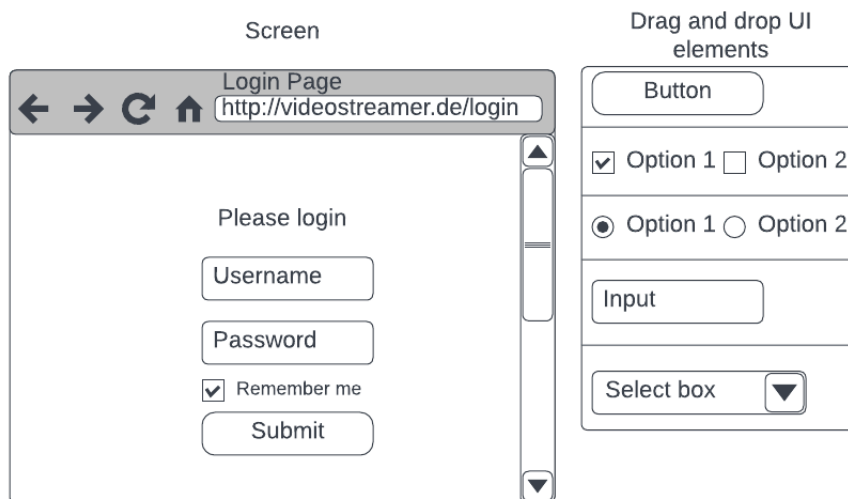 Screen
Login Page
http://videostreamer.de/login
Please login
Username
Password
Remember me
Submit
Drag and drop UI
elements
Button
Option 1 Option 2
Option 1 Option 2
Input
Select box